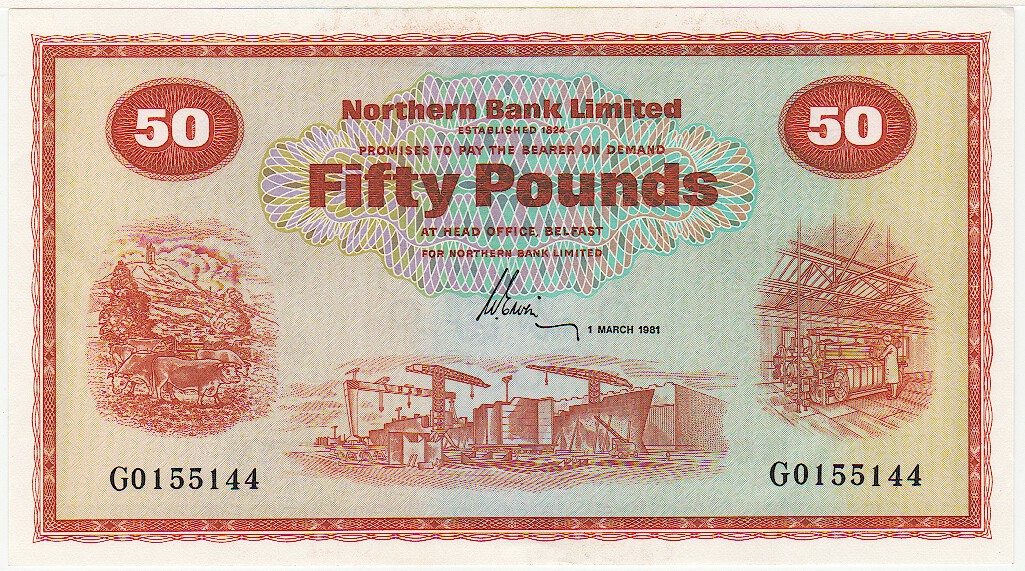 50
50
Northern Bank Limited
ESTABLISHED 1824
PROMISES TO PAY THE BEARER ON DEMAND
Fifty Pounds
AT HEAD OFFICE, BELFAST
FOR NORTHERN BANK LIMITED
1 MARCH 1981
G0155144
G0155144